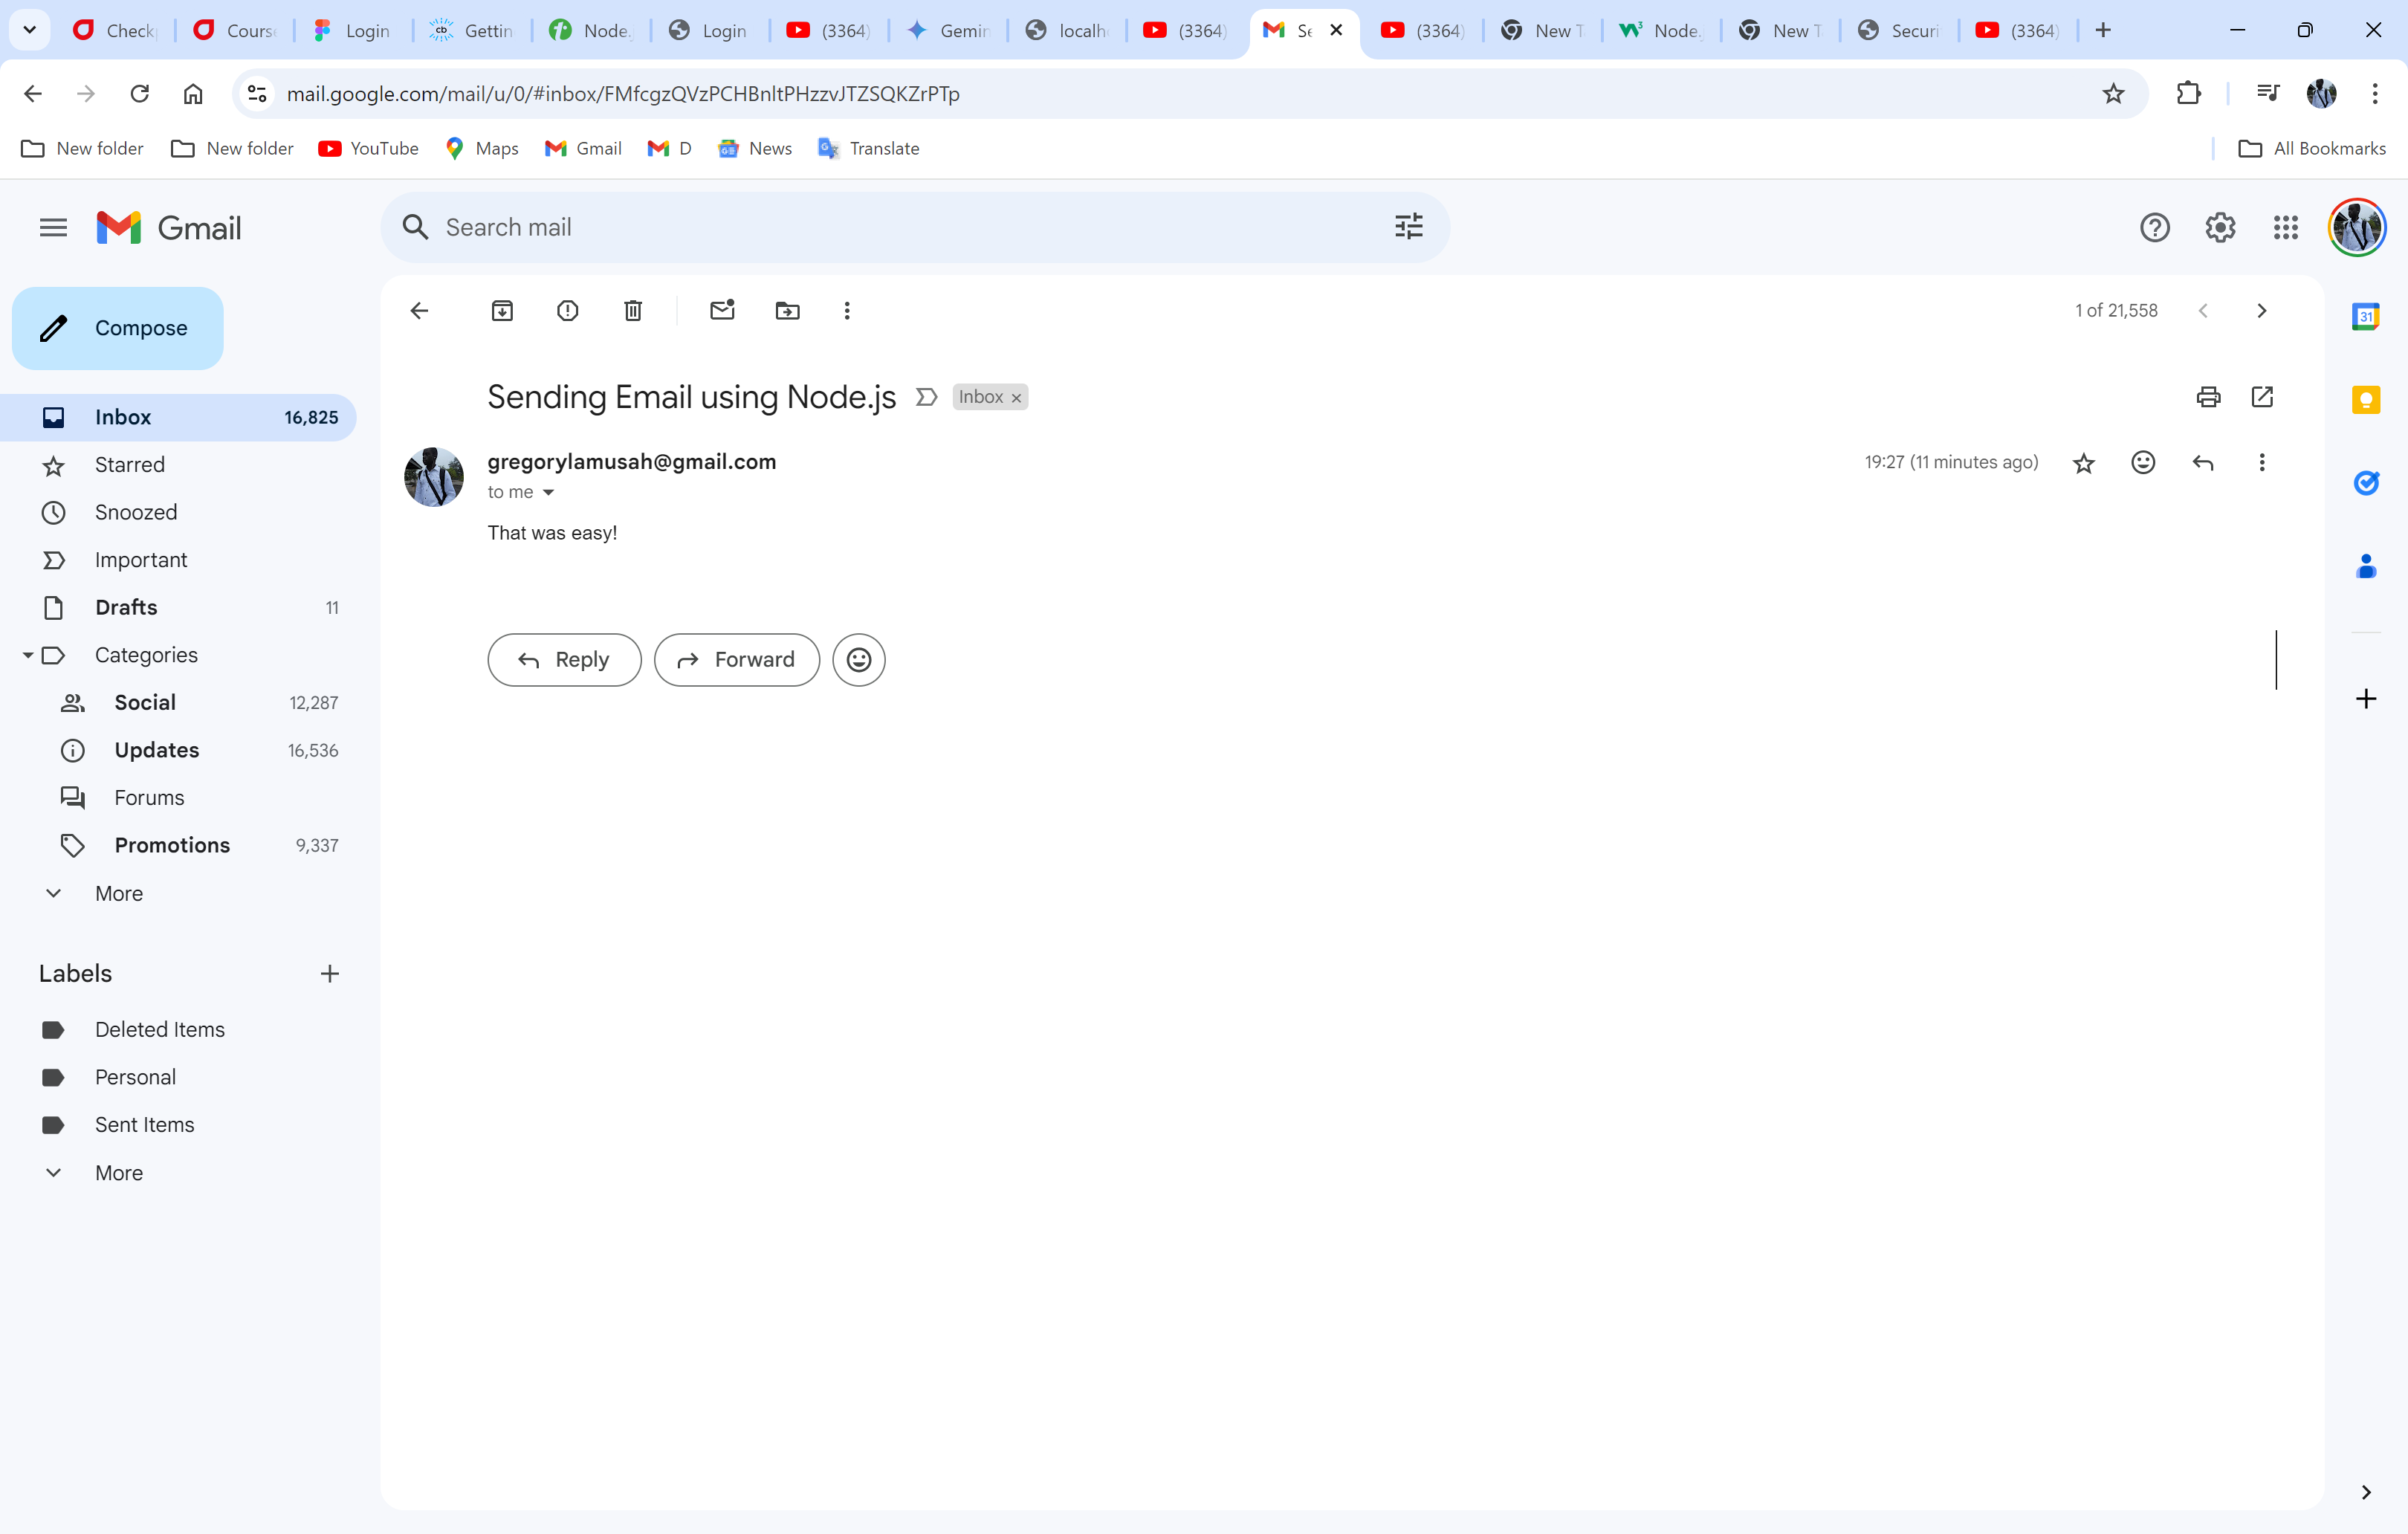 Check
Cours
Login
Gettin
Node.
Login
(3364)
Gemin
localh
(3364)
Se
(3364)
New T
Node.
New T
Securi
(3364)
mail.google.com/mail/u/0/#inbox/FMfcgzQVzPCHBnltPHzzvJTZSQKZrPTp
New folder
New folder
YouTube
Maps
Gmail
D
News
Translate
All Bookmarks
Gmail
Search mail
Compose
1 of 21,558
31
Inbox 16,825
Starred
Snoozed
Important
Drafts 11
Categories
Social 12,287
Updates 16,536
Forums
Promotions 9,337
More
Labels
Deleted Items
Personal
Sent Items
More
Sending Email using Node.js
Inbox
gregorylamusah@gmail.com
19:27 (11 minutes ago)
to me
That was easy!
Reply
Forward